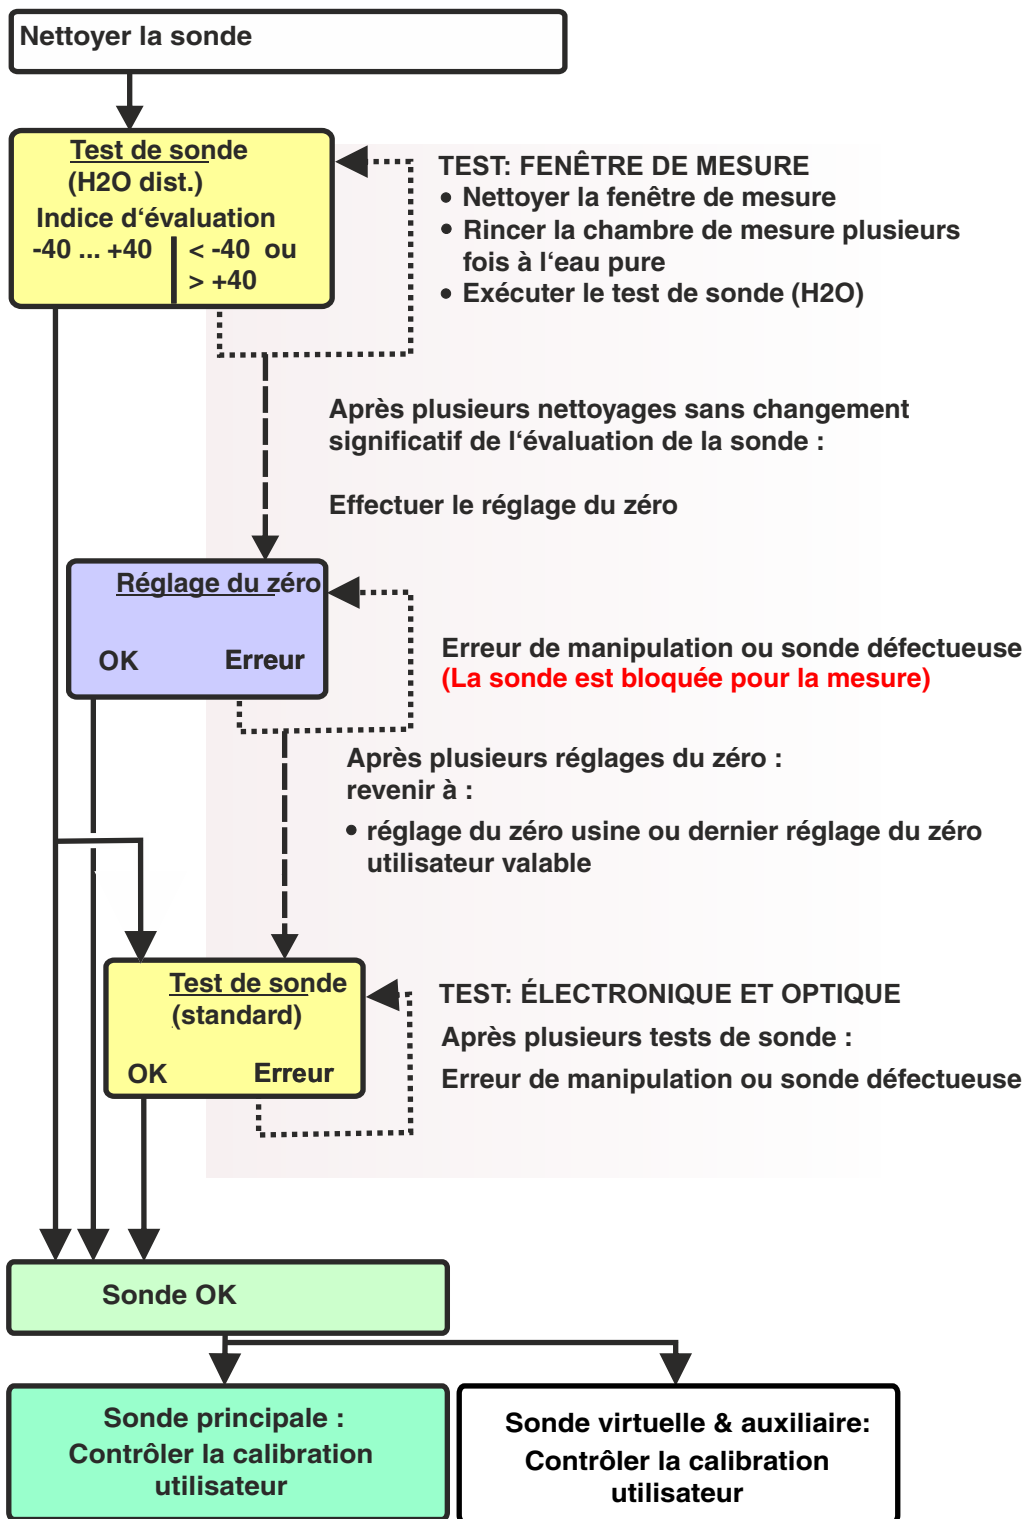 Nettoyer la sonde
Test de sonde
(H2O dist.)
Indice d‘évaluation
-40 ... +40
< -40 ou
> +40
TEST: FENÊTRE DE MESURE
• Nettoyer la fenêtre de mesure
• Rincer la chambre de mesure plusieurs
fois à l‘eau pure
• Exécuter le test de sonde (H2O)
Après plusieurs nettoyages sans changement
significatif de l‘évaluation de la sonde :
Effectuer le réglage du zéro
Réglage du zéro
OK
Erreur
Erreur de manipulation ou sonde défectueuse
(La sonde est bloquée pour la mesure)
Après plusieurs réglages du zéro :
revenir à :
• réglage du zéro usine ou dernier réglage du zéro
utilisateur valable
Test de sonde
(standard)
OK
Erreur
TEST: ÉLECTRONIQUE ET OPTIQUE
Après plusieurs tests de sonde :
Erreur de manipulation ou sonde défectueuse
Sonde OK
Sonde principale :
Contrôler la calibration
utilisateur
Sonde virtuelle & auxiliaire:
Contrôler la calibration
utilisateur